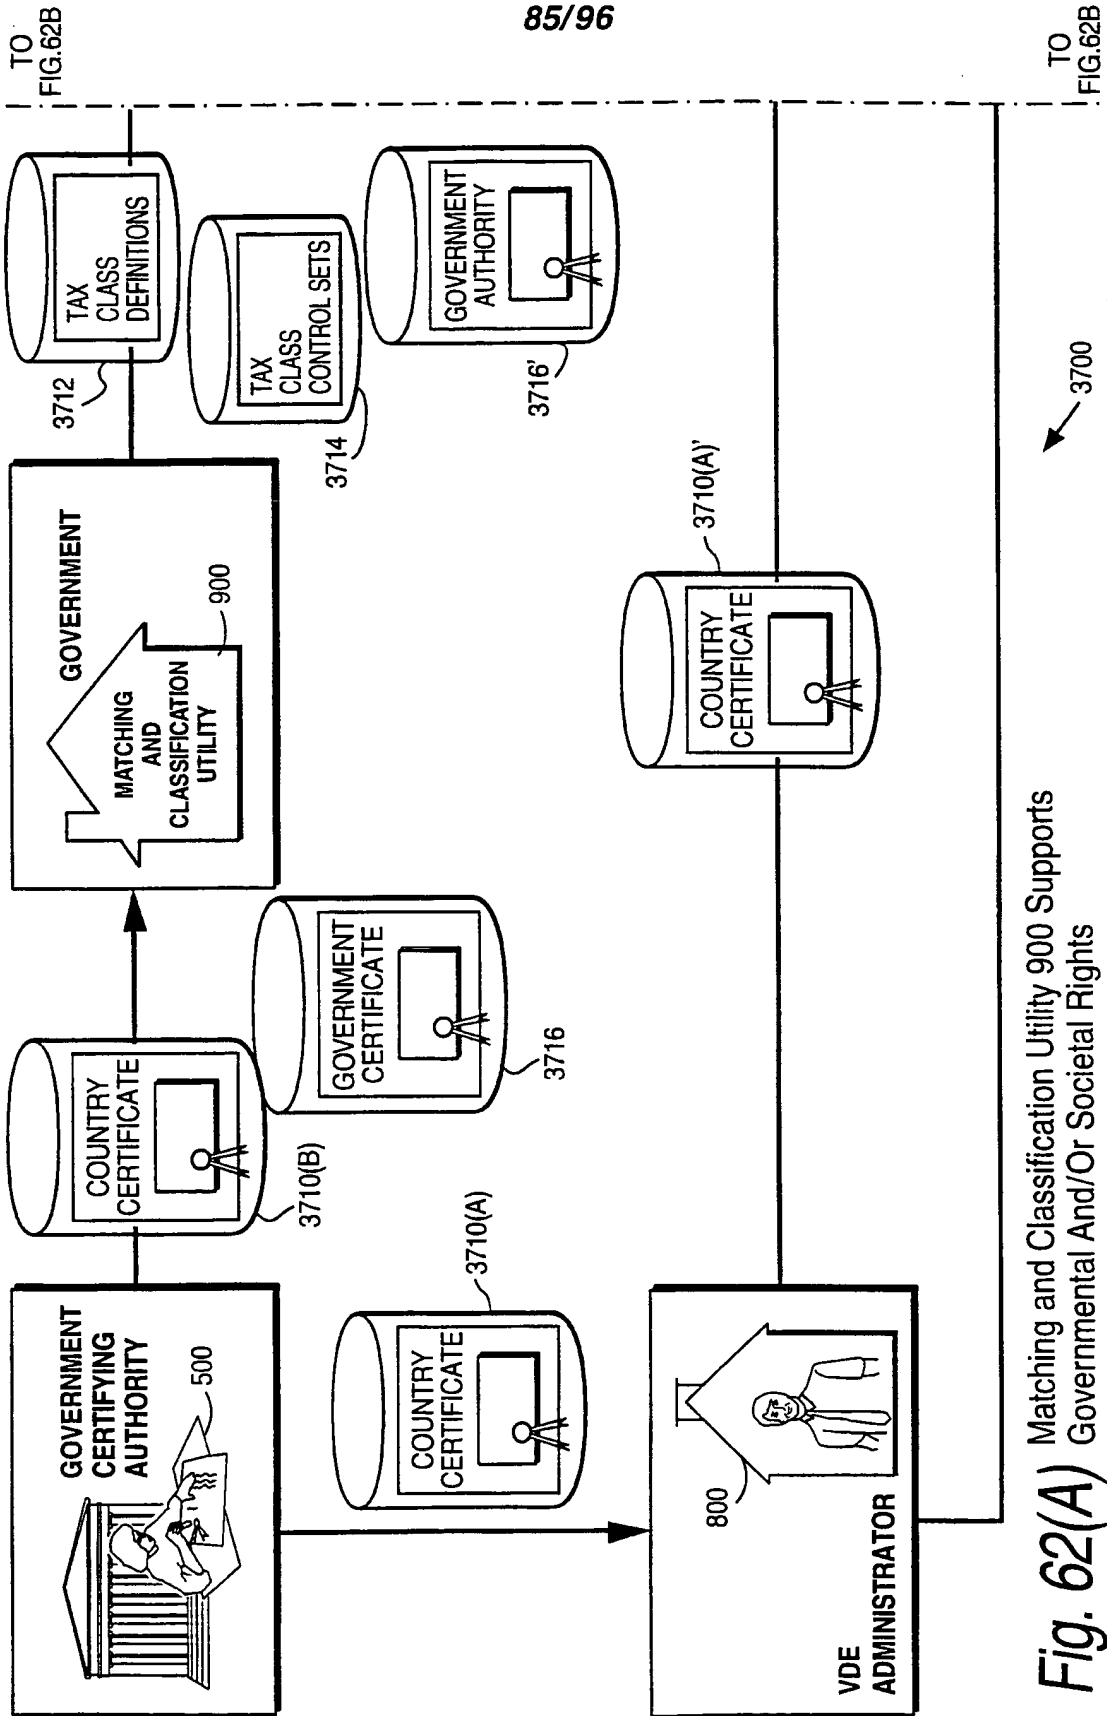 85/96
GOVERNMENT
CERTIFYING
AUTHORITY
500
COUNTRY
CERTIFICATE
3710(B)
GOVERNMENT
CERTIFICATE
3716
GOVERNMENT
MATCHING
AND
CLASSIFICATION
UTILITY
900
TAX
CLASS
DEFINITIONS
3712
TAX
CLASS
CONTROL SETS
3714
GOVERNMENT
AUTHORITY
3716'
TO
FIG.62B
COUNTRY
CERTIFICATE
3710(A)
COUNTRY
CERTIFICATE
3710(A)'
VDE
ADMINISTRATOR
800
3700
TO
FIG.62B
Fig. 62(A) Matching and Classification Utility 900 Supports
Governmental And/Or Societal Rights